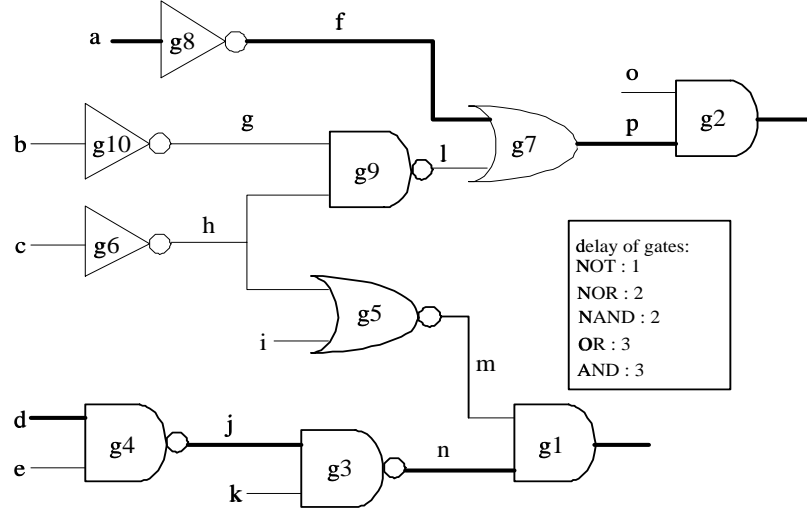 a
g8
f
o
g2
p
b
g10
g
g9
l
g7
c
g6
h
delay of gates:
NOT : 1
NOR : 2
NAND : 2
OR : 3
AND : 3
g5
i
m
d
g4
j
e
g3
k
n
g1